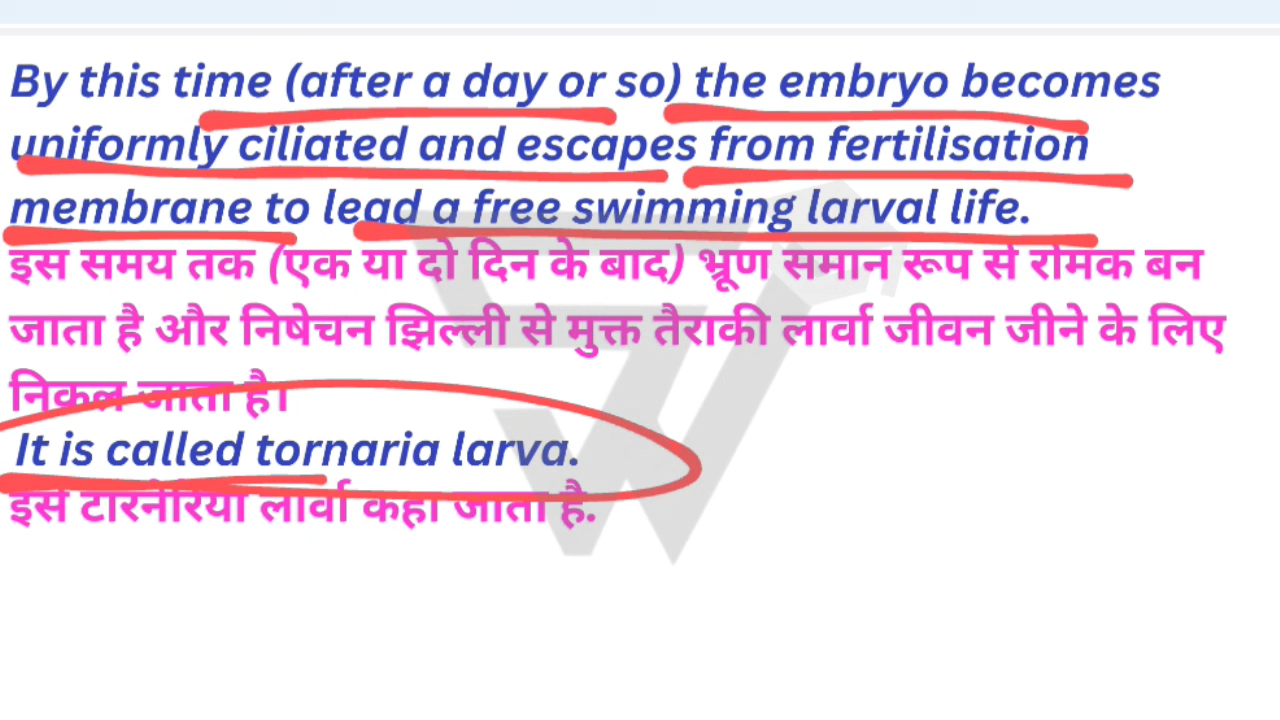 By this time (after a day or so) the embryo becomes
uniformly ciliated and escapes from fertilisation
membrane to lead a free swimming larval life.
इस समय तक (एक या दो दिन के बाद) भ्रूण समान रूप से रोमक बन
जाता है और निषेचन झिल्ली से मुक्त तैराकी लार्वा जीवन जीने के लिए
निकल जाता है।
It is called tornaria larva.
इसे टोरनेरिया लार्वा कहा जाता है.